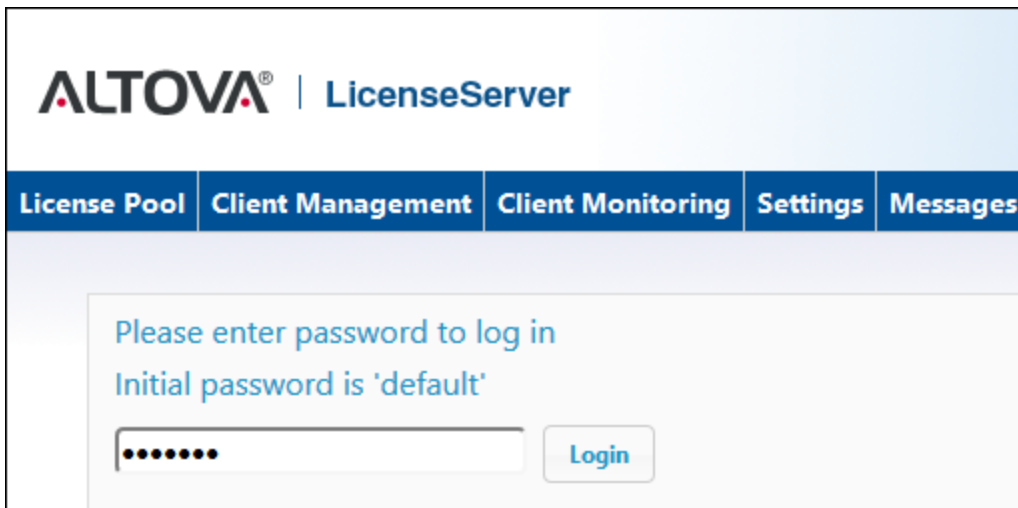 ALTOVA® | LicenseServer
License Pool Client Management Client Monitoring Settings Messages
Please enter password to log in
Initial password is 'default'
••••••• Login